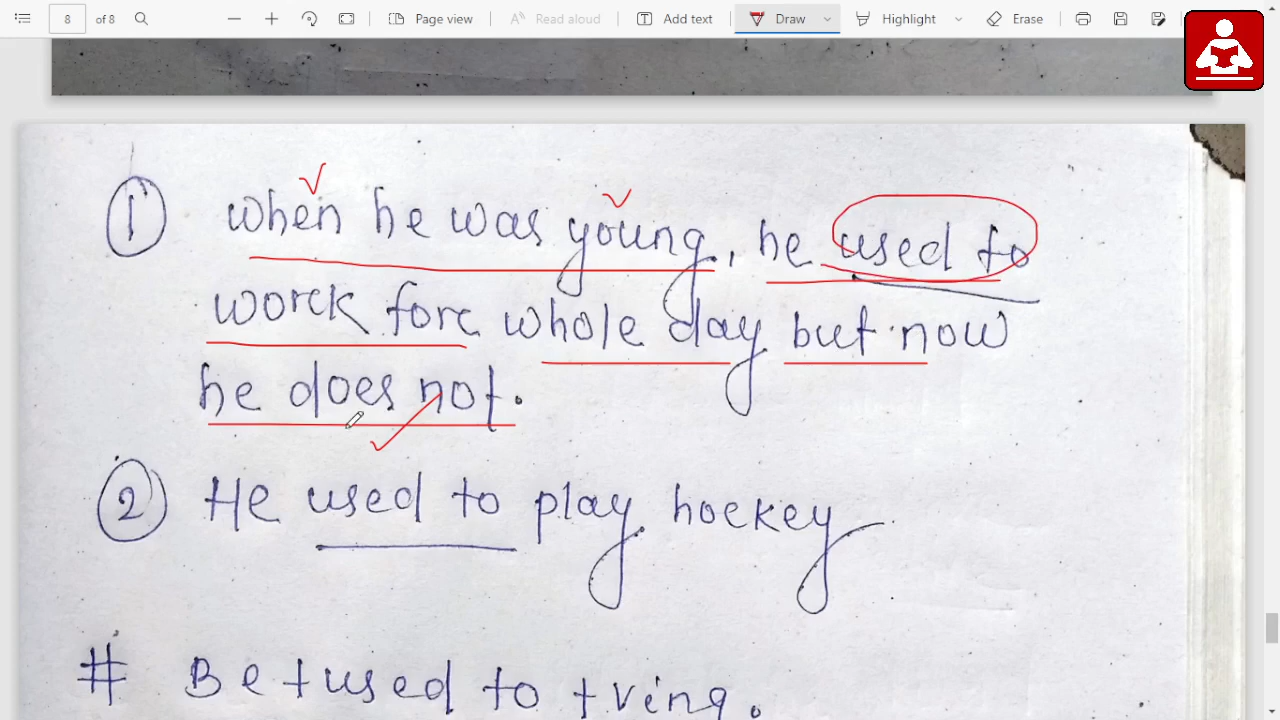 8 of 8 Page view Read aloud Add text Draw Highlight Erase
① when he was young, he used to
work for whole day but now
he does not.
② He used to play hockey
# Be + used to + ving.